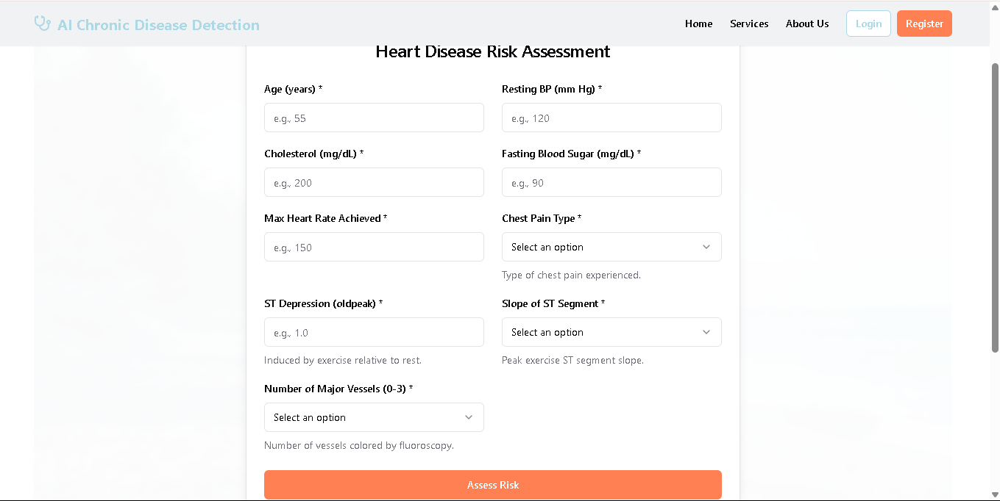 AI Chronic Disease Detection
Home Services About Us Login Register
Heart Disease Risk Assessment
Age (years) * Resting BP (mm Hg) *
e.g., 55 e.g., 120
Cholesterol (mg/dL) * Fasting Blood Sugar (mg/dL) *
e.g., 200 e.g., 90
Max Heart Rate Achieved * Chest Pain Type *
e.g., 150 Select an option
Type of chest pain experienced.
ST Depression (oldpeak) * Slope of ST Segment *
e.g., 1.0 Select an option
Induced by exercise relative to rest. Peak exercise ST segment slope.
Number of Major Vessels (0-3) *
Select an option
Number of vessels colored by fluoroscopy.
Assess Risk